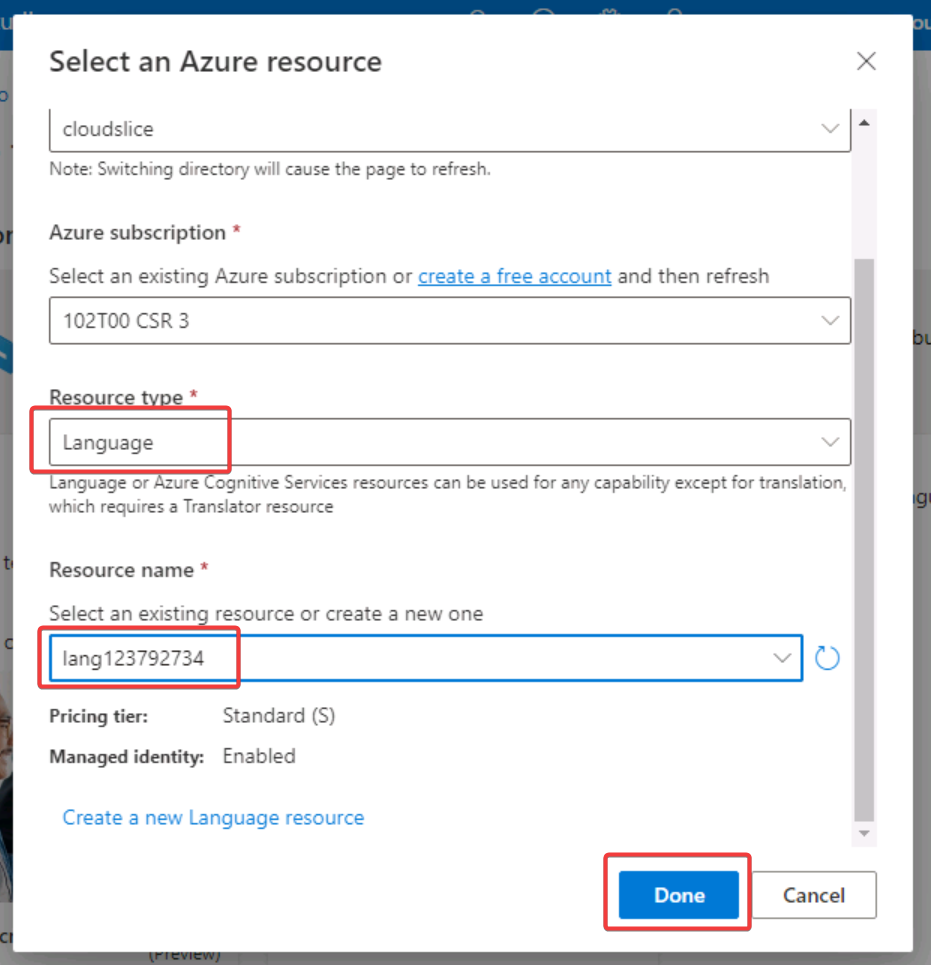 Select an Azure resource
cloudslice
Note: Switching directory will cause the page to refresh.
Azure subscription *
Select an existing Azure subscription or create a free account and then refresh
102T00 CSR 3
Resource type *
Language
Language or Azure Cognitive Services resources can be used for any capability except for translation,
which requires a Translator resource
Resource name *
Select an existing resource or create a new one
lang123792734
Pricing tier: Standard (S)
Managed identity: Enabled
Create a new Language resource
Done Cancel
(Preview)